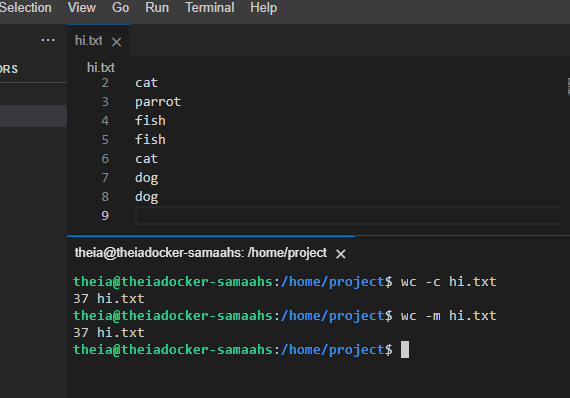 Selection View Go Run Terminal Help
... hi.txt ×
ORS hi.txt
2 cat
3 parrot
4 fish
5 fish
6 cat
7 dog
8 dog
9
theia@theiadocker-samaahs: /home/project ×
theia@theiadocker-samaahs:/home/project$ wc -c hi.txt
37 hi.txt
theia@theiadocker-samaahs:/home/project$ wc -m hi.txt
37 hi.txt
theia@theiadocker-samaahs:/home/project$